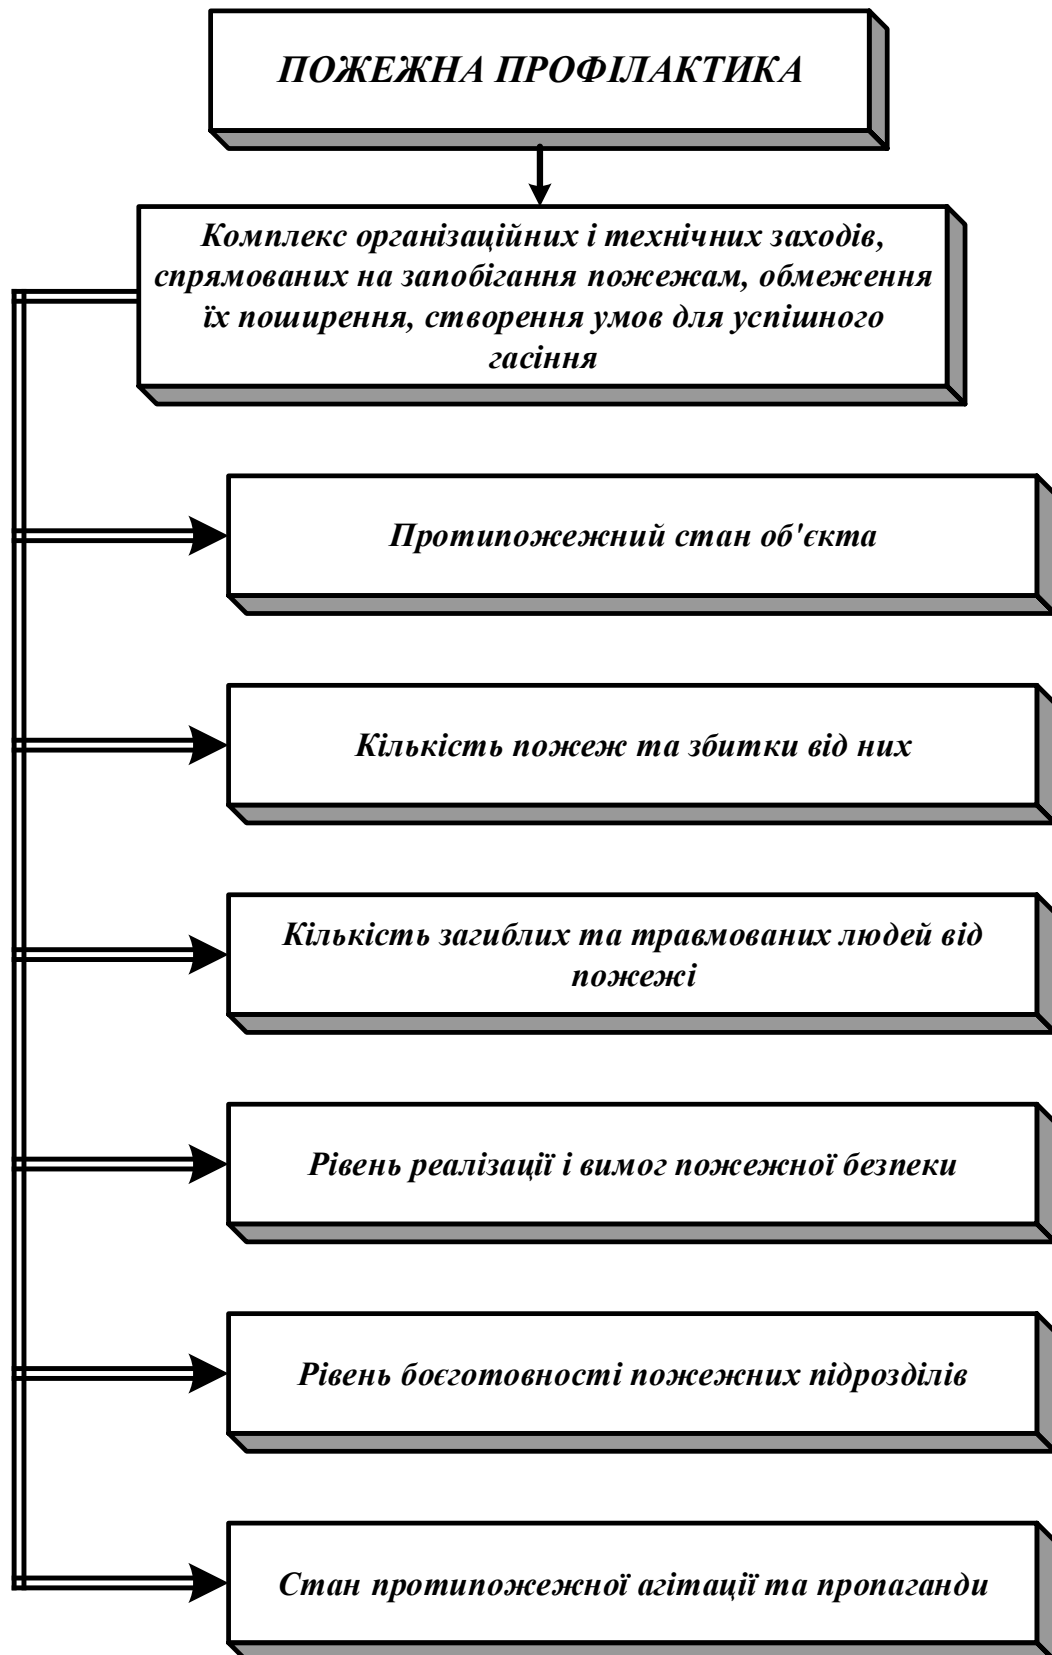 ПОЖЕЖНА ПРОФІЛАКТИКА
Комплекс організаційних і технічних заходів,
спрямованих на запобігання пожежам, обмеження
їх поширення, створення умов для успішного
гасіння
Протипожежний стан об'єкта
Кількість пожеж та збитки від них
Кількість загиблих та травмованих людей від
пожежі
Рівень реалізації і вимог пожежної безпеки
Рівень боєготовності пожежних підрозділів
Стан протипожежної агітації та пропаганди